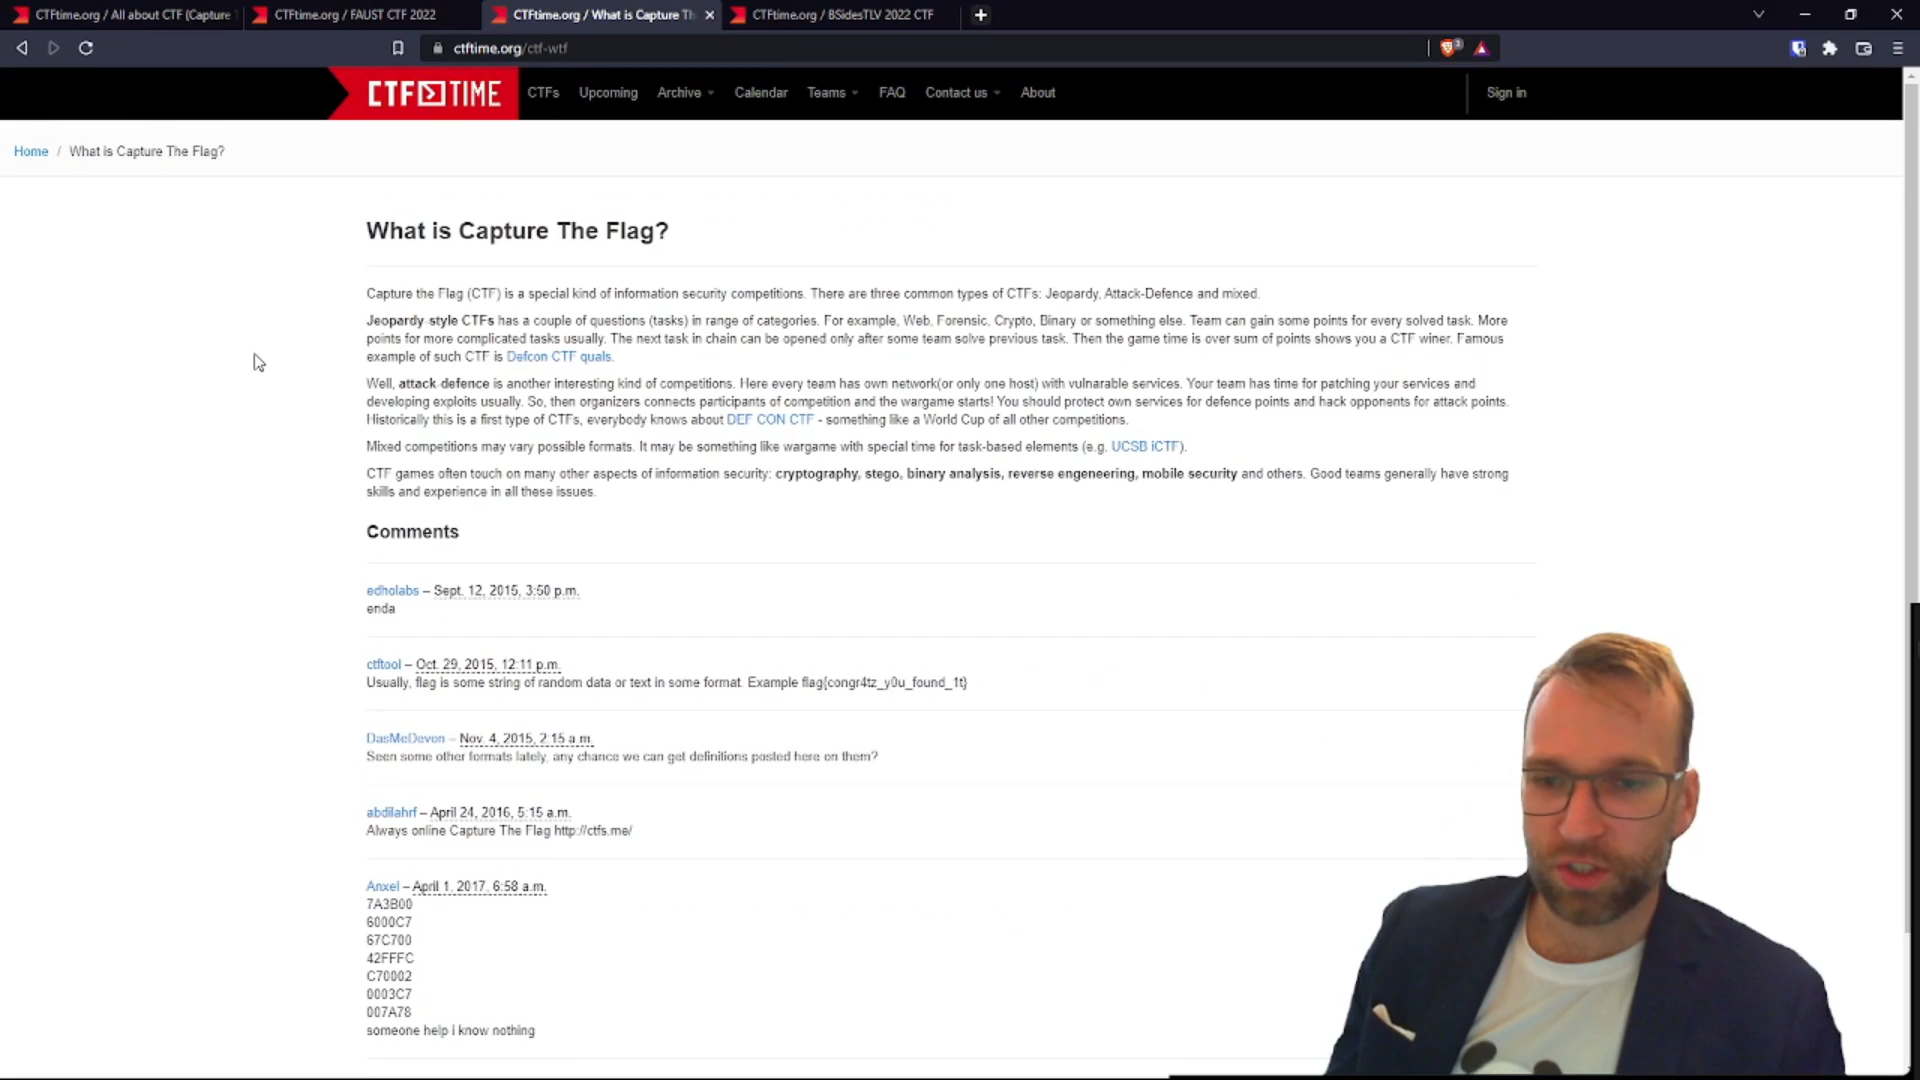 CTFtime.org / All about CTF (Capture
CTFtime.org / FAUST CTF 2022
CTFtime.org / What is Capture Th
CTFtime.org / BSidesTLV 2022 CTF
ctftime.org/ctf-wtf
3
CTF TIME
CTFs
Upcoming
Archive
Calendar
Teams
FAQ
Contact us
About
Sign in
Home / What is Capture The Flag?
What is Capture The Flag?
Capture the Flag (CTF) is a special kind of information security competitions. There are three common types of CTFs: Jeopardy, Attack-Defence and mixed.
Jeopardy-style CTFs has a couple of questions (tasks) in range of categories. For example, Web, Forensic, Crypto, Binary or something else. Team can gain some points for every solved task. More
points for more complicated tasks usually. The next task in chain can be opened only after some team solve previous task. Then the game time is over sum of points shows you a CTF winer. Famous
example of such CTF is Defcon CTF quals.
Well, attack-defence is another interesting kind of competitions. Here every team has own network(or only one host) with vulnarable services. Your team has time for patching your services and
developing exploits usually. So, then organizers connects participants of competition and the wargame starts! You should protect own services for defence points and hack opponents for attack points.
Historically this is a first type of CTFs, everybody knows about DEF CON CTF - something like a World Cup of all other competitions.
Mixed competitions may vary possible formats. It may be something like wargame with special time for task-based elements (e.g. UCSB iCTF).
CTF games often touch on many other aspects of information security: cryptography, stego, binary analysis, reverse engeneering, mobile security and others. Good teams generally have strong
skills and experience in all these issues.
Comments
edholabs – Sept. 12, 2015, 3:50 p.m.
enda
ctftool – Oct. 29, 2015, 12:11 p.m.
Usually, flag is some string of random data or text in some format. Example flag{congr4tz_y0u_found_1t}
DasMcDevon – Nov. 4, 2015, 2:15 a.m.
Seen some other formats lately, any chance we can get definitions posted here on them?
abdilahrf – April 24, 2016, 5:15 a.m.
Always online Capture The Flag http://ctfs.me/
Anxel – April 1, 2017, 6:58 a.m.
7A3B00
6000C7
67C700
42FFFC
C70002
0003C7
007A78
someone help i know nothing